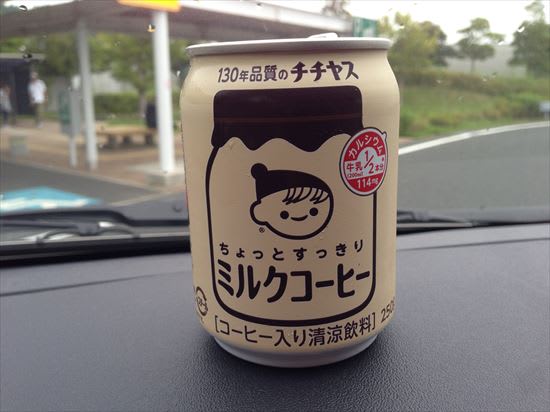 130年品質のチチヤス
カルシウム
牛乳1/2本分
(200ml)
114mg
®
ちょっとすっきり
ミルクコーヒー
[コーヒー入り清涼飲料] 250